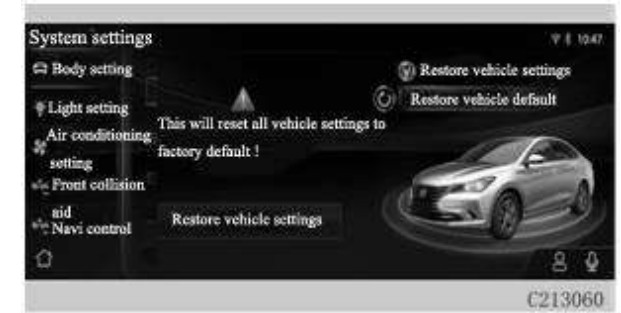 System settings
10:47
Body setting
Light setting
Air conditioning
setting
Front collision
aid
Navi control
This will reset all vehicle settings to
factory default !
Restore vehicle settings
Restore vehicle settings
Restore vehicle default
C213060